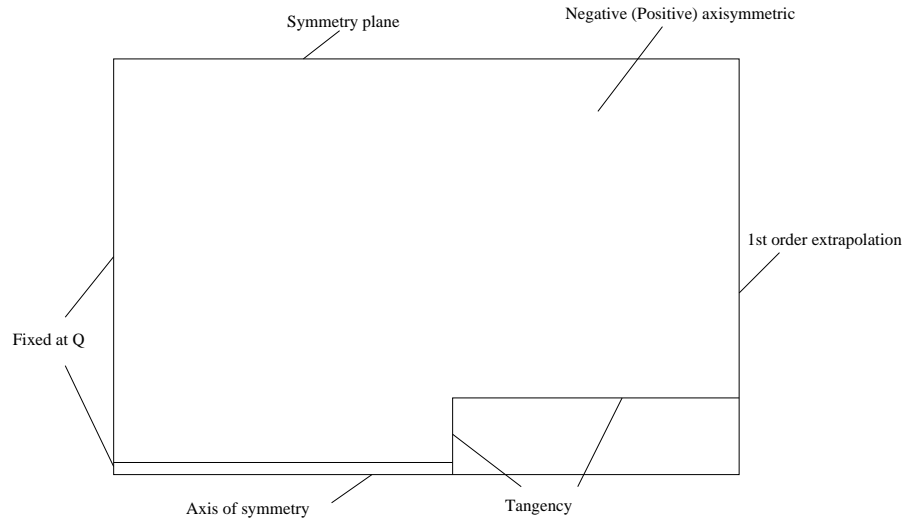 Negative (Positive) axisymmetric
Symmetry plane
1st order extrapolation
Fixed at Q
Axis of symmetry
Tangency